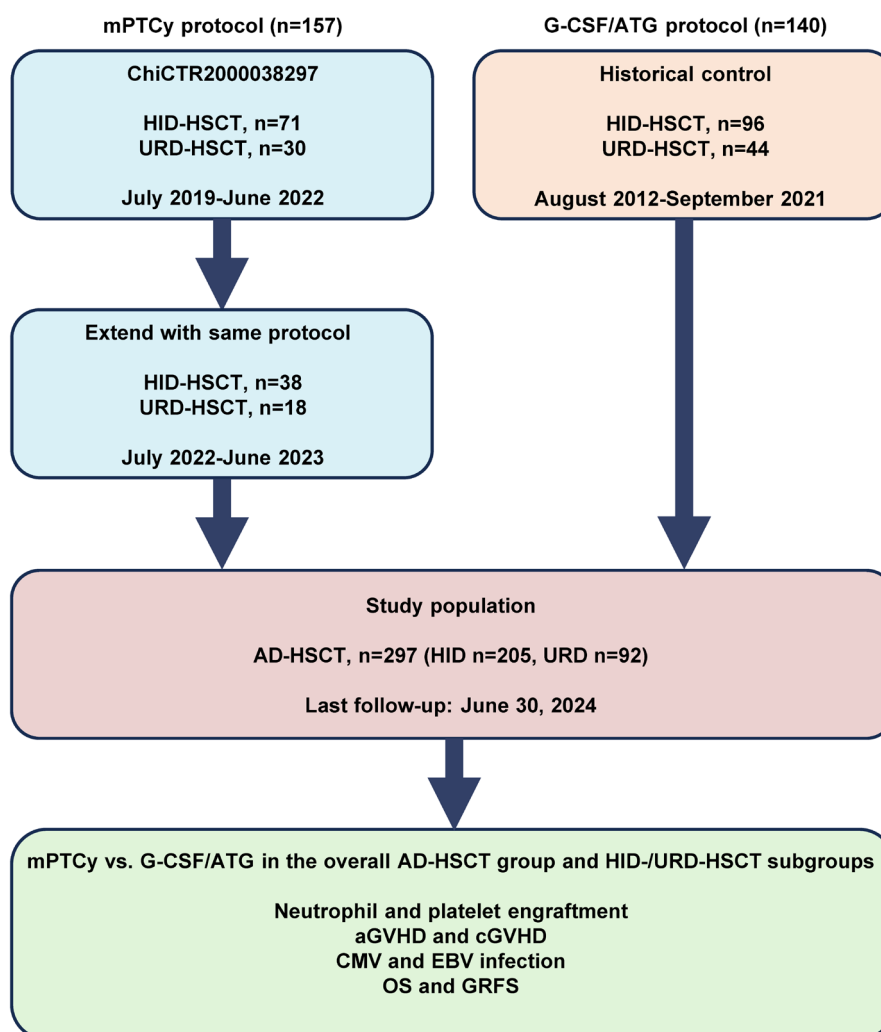 mPTCy protocol (n=157)
G-CSF/ATG protocol (n=140)
ChiCTR2000038297
HID-HSCT, n=71
URD-HSCT, n=30
July 2019-June 2022
Historical control
HID-HSCT, n=96
URD-HSCT, n=44
August 2012-September 2021
Extend with same protocol
HID-HSCT, n=38
URD-HSCT, n=18
July 2022-June 2023
Study population
AD-HSCT, n=297 (HID n=205, URD n=92)
Last follow-up: June 30, 2024
mPTCy vs. G-CSF/ATG in the overall AD-HSCT group and HID-/URD-HSCT subgroups
Neutrophil and platelet engraftment
aGVHD and cGVHD
CMV and EBV infection
OS and GRFS